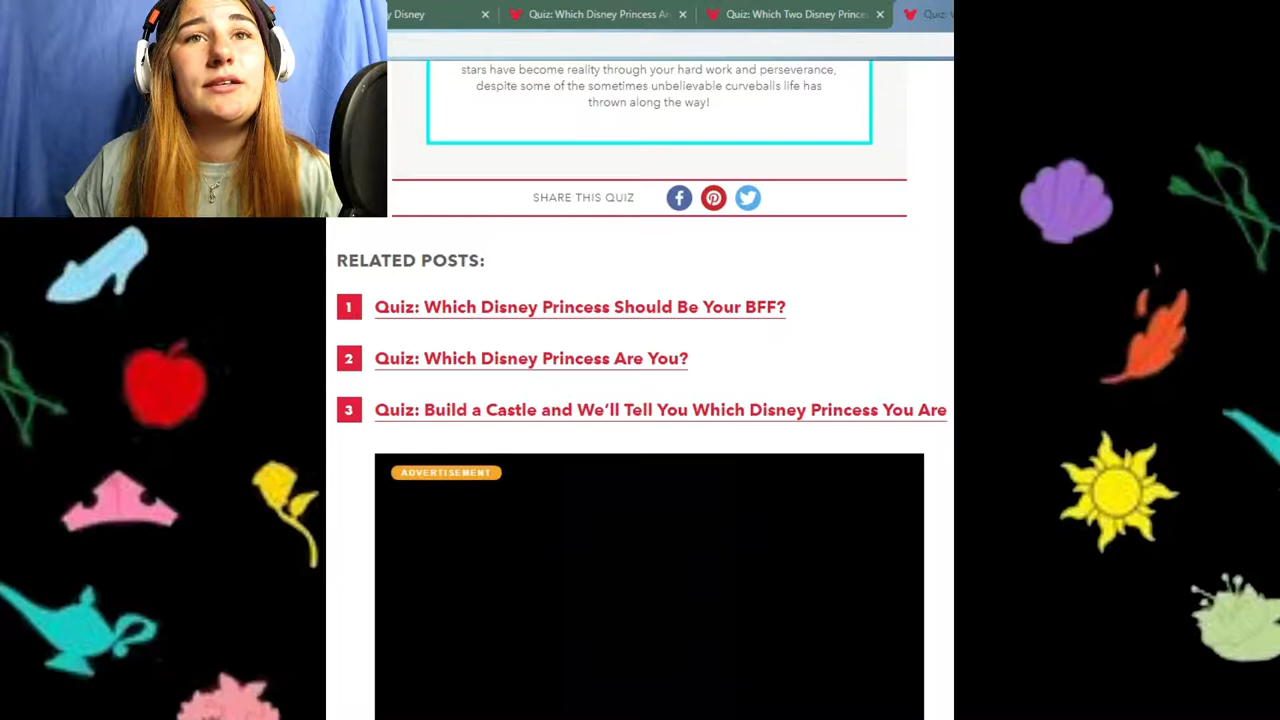 y Disney
Quiz: Which Disney Princess Ar
Quiz: Which Two Disney Prince
Quiz: W
stars have become reality through your hard work and perseverance,
despite some of the sometimes unbelievable curveballs life has
thrown along the way!
SHARE THIS QUIZ
RELATED POSTS:
1 Quiz: Which Disney Princess Should Be Your BFF?
2 Quiz: Which Disney Princess Are You?
3 Quiz: Build a Castle and We’ll Tell You Which Disney Princess You Are
ADVERTISEMENT